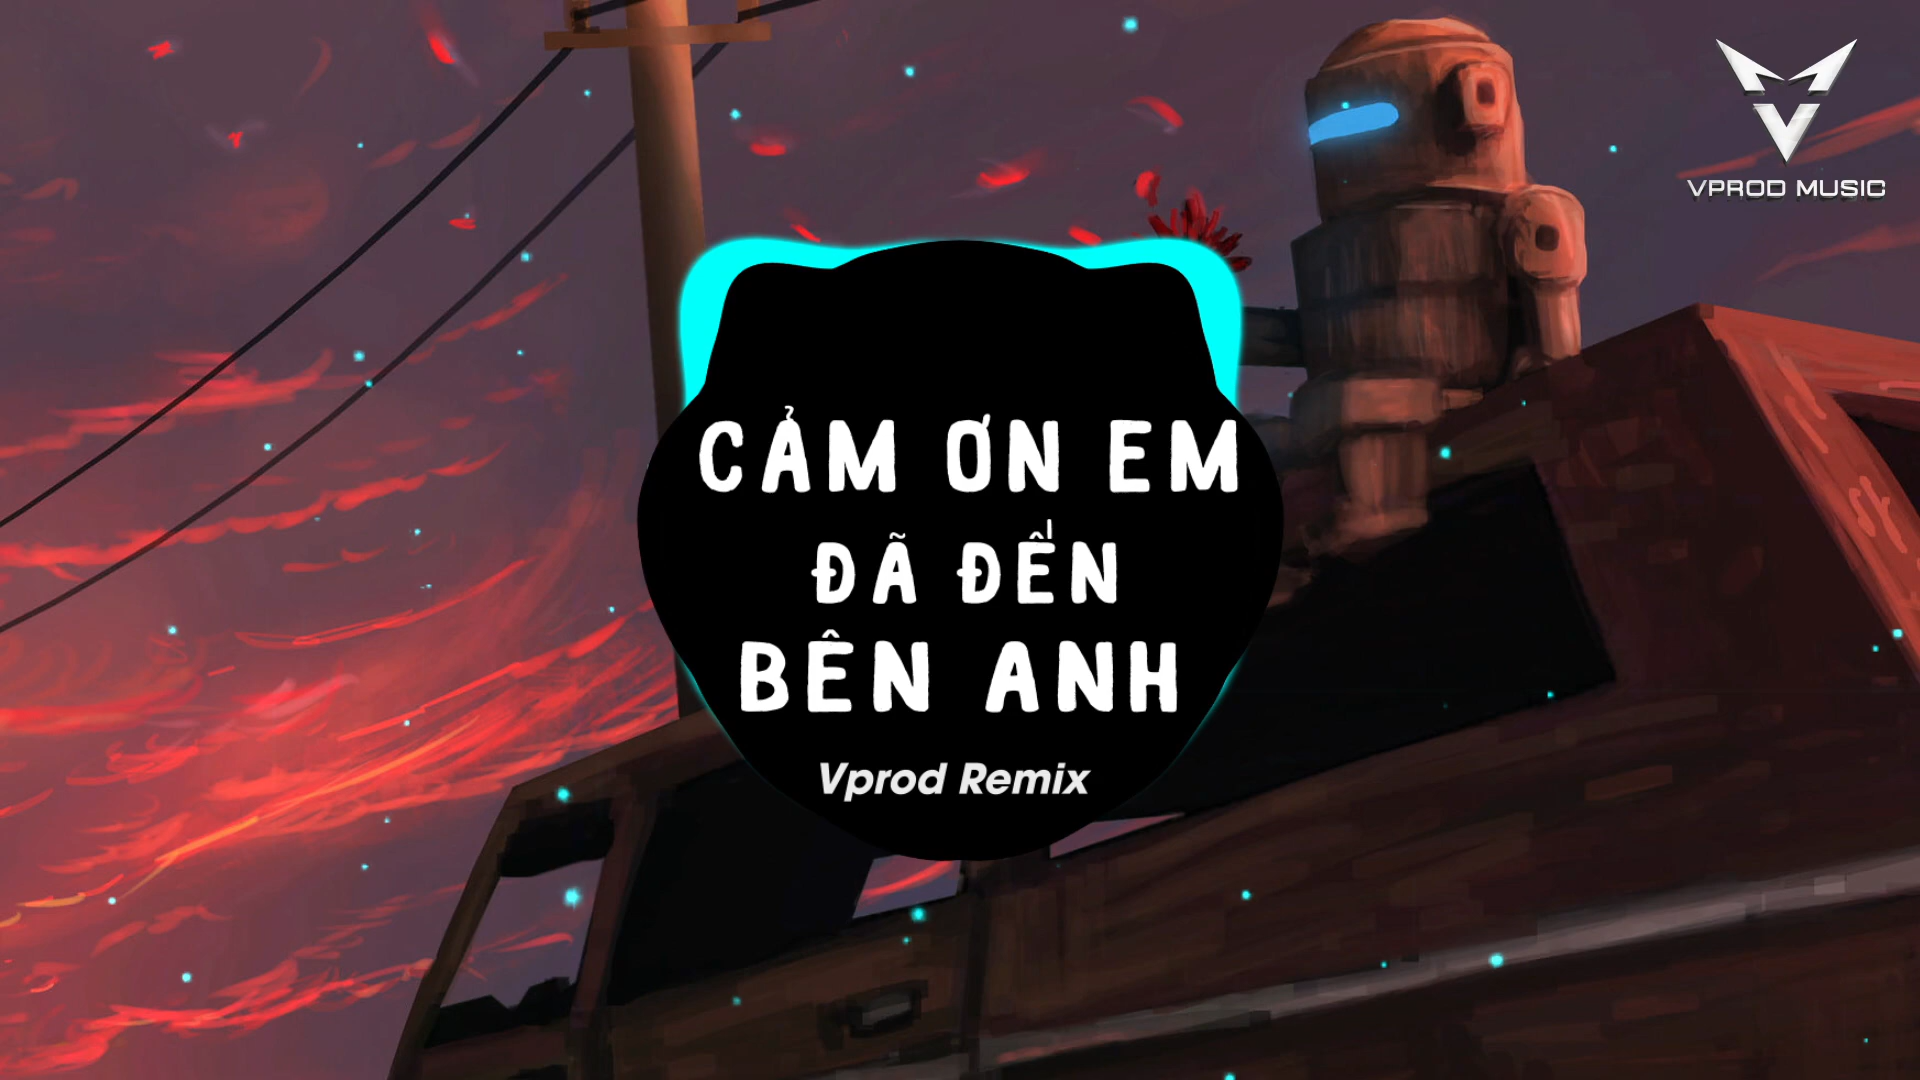 VPROD MUSIC
CẢM ƠN EM
ĐÃ ĐẾN
BÊN ANH
Vprod Remix